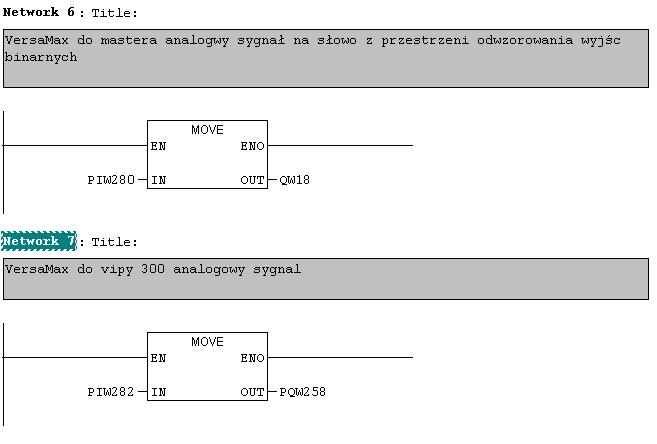 Network 6: Title:
VersaMax do mastera analogwy sygnał na słowo z przestrzeni odwzorowania wyjśc
binarnych
MOVE
EN ENO
PIW280 IN OUT QW18
Network 7: Title:
VersaMax do vipy 300 analogowy sygnal
MOVE
EN ENO
PIW282 IN OUT PQW258